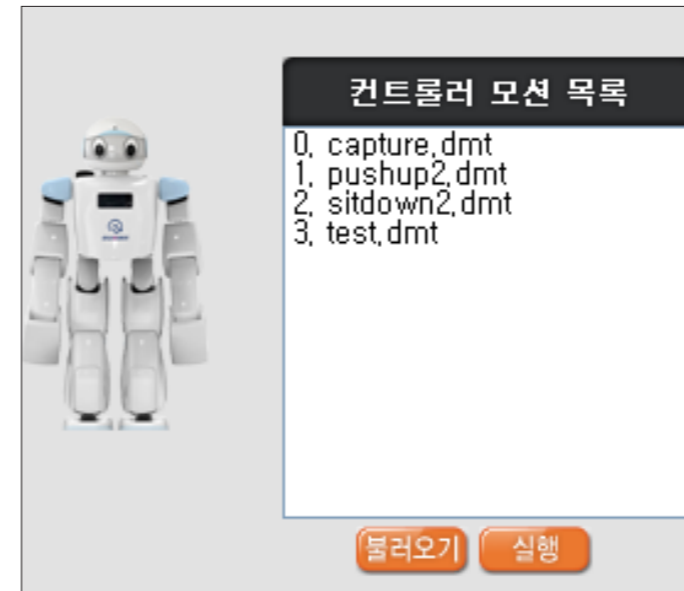 컨트롤러 모션 목록
0, capture,dmt
1, pushup2,dmt
2, sitdown2,dmt
3, test,dmt
불러오기
실행